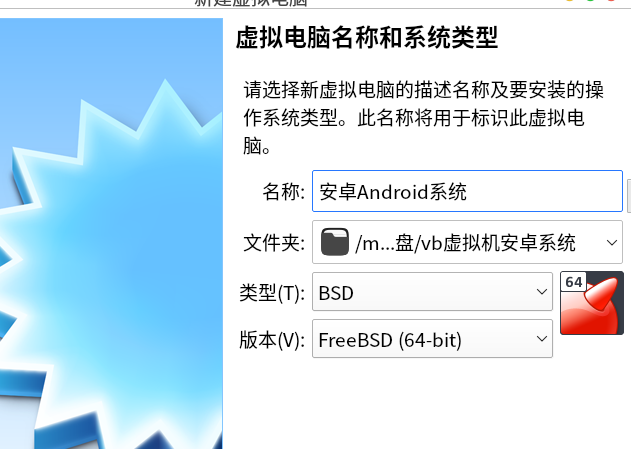 新建虚拟电脑
虚拟电脑名称和系统类型
请选择新虚拟电脑的描述名称及要安装的操
作系统类型。此名称将用于标识此虚拟电
脑。
名称: 安卓Android系统
文件夹: /m...盘/vb虚拟机安卓系统
类型(T): BSD
64
版本(V): FreeBSD (64-bit)